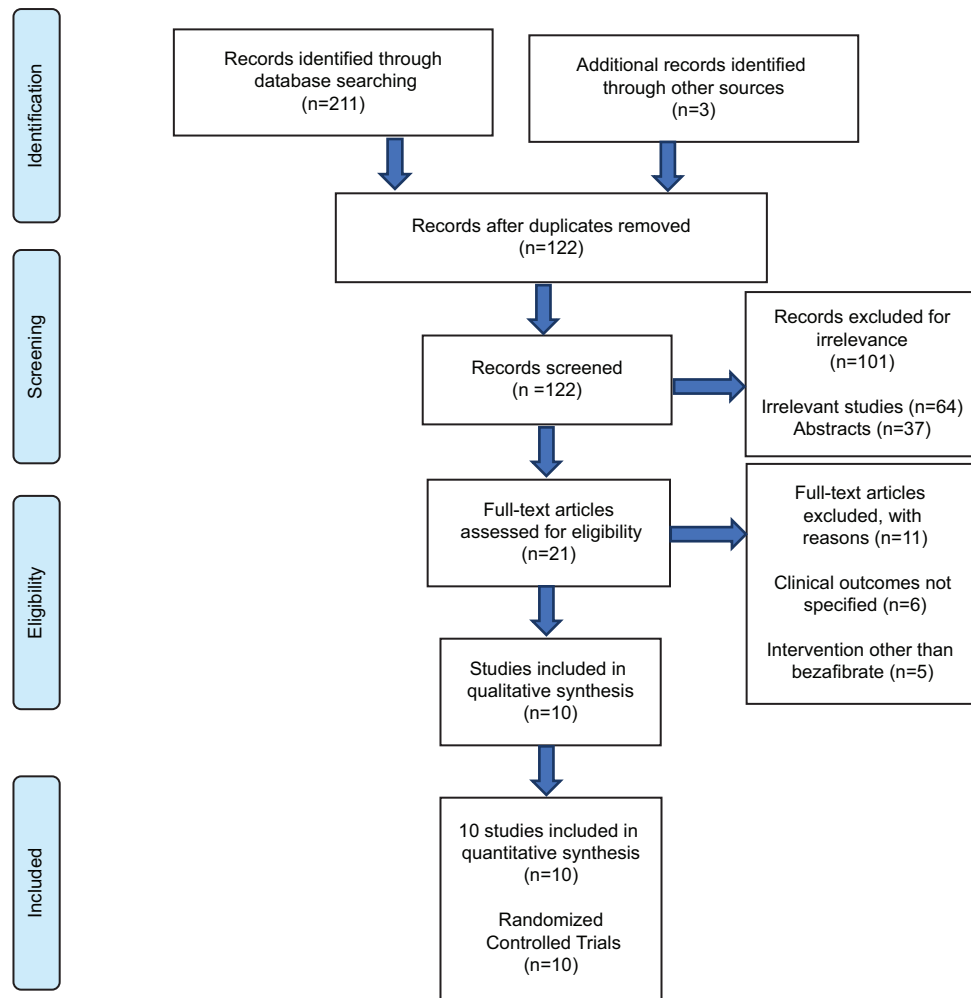 Identification
Records identified through
database searching
(n=211)
Additional records identified
through other sources
(n=3)
Records after duplicates removed
(n=122)
Screening
Records screened
(n =122)
Records excluded for
irrelevance
(n=101)
Irrelevant studies (n=64)
Abstracts (n=37)
Eligibility
Full-text articles
assessed for eligibility
(n=21)
Full-text articles
excluded, with
reasons (n=11)
Clinical outcomes not
specified (n=6)
Intervention other than
bezafibrate (n=5)
Studies included in
qualitative synthesis
(n=10)
Included
10 studies included in
quantitative synthesis
(n=10)
Randomized
Controlled Trials
(n=10)